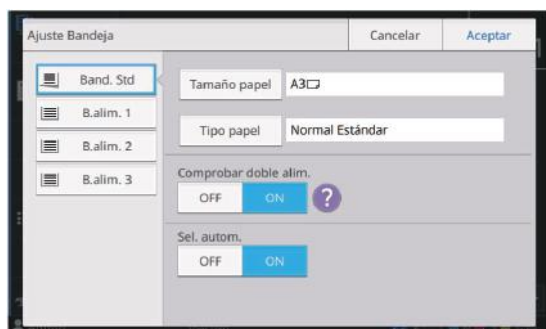 Ajuste Bandeja
Cancelar
Aceptar
Band. Std
B.alim. 1
B.alim. 2
B.alim. 3
Tamaño papel
A3
Tipo papel
Normal Estándar
Comprobar doble alim.
OFF
ON
?
Sel. autom.
OFF
ON